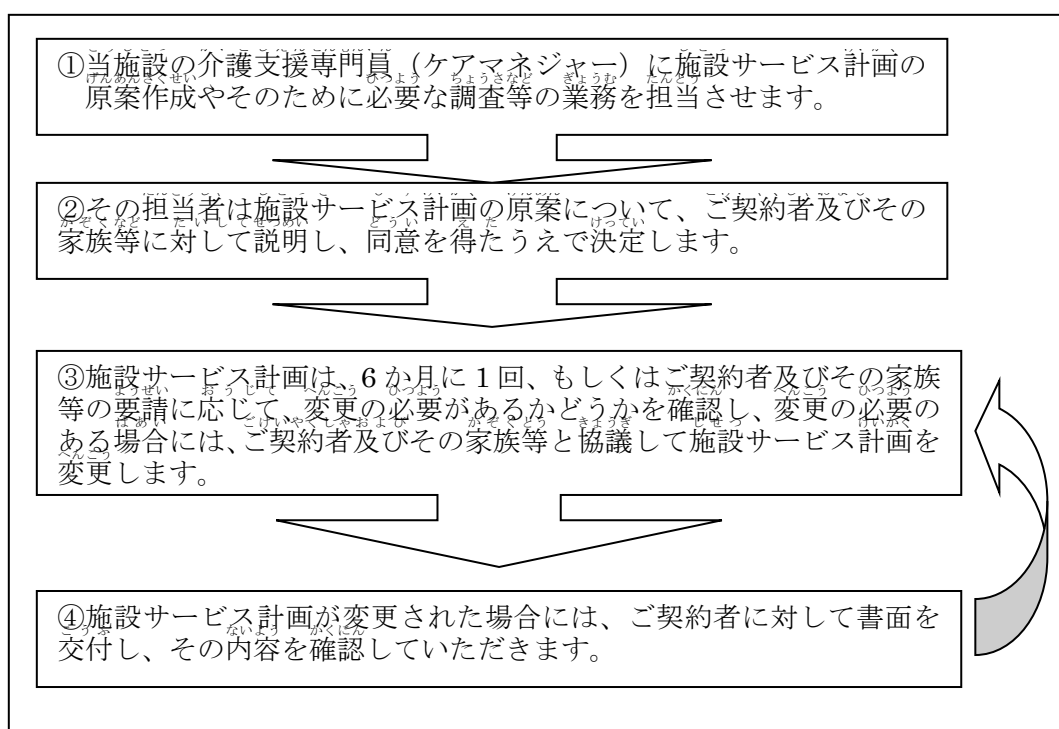 ①当施設の介護支援専門員（ケアマネジャー）に施設サービス計画の
原案作成やそのために必要な調査等の業務を担当させます。
②その担当者は施設サービス計画の原案について、ご契約者及びその
家族等に対して説明し、同意を得たうえで決定します。
③施設サービス計画は、6か月に1回、もしくはご契約者及びその家族
等の要請に応じて、変更の必要があるかどうかを確認し、変更の必要の
ある場合には、ご契約者及びその家族等と協議して施設サービス計画を
変更します。
④施設サービス計画が変更された場合には、ご契約者に対して書面を
交付し、その内容を確認していただきます。